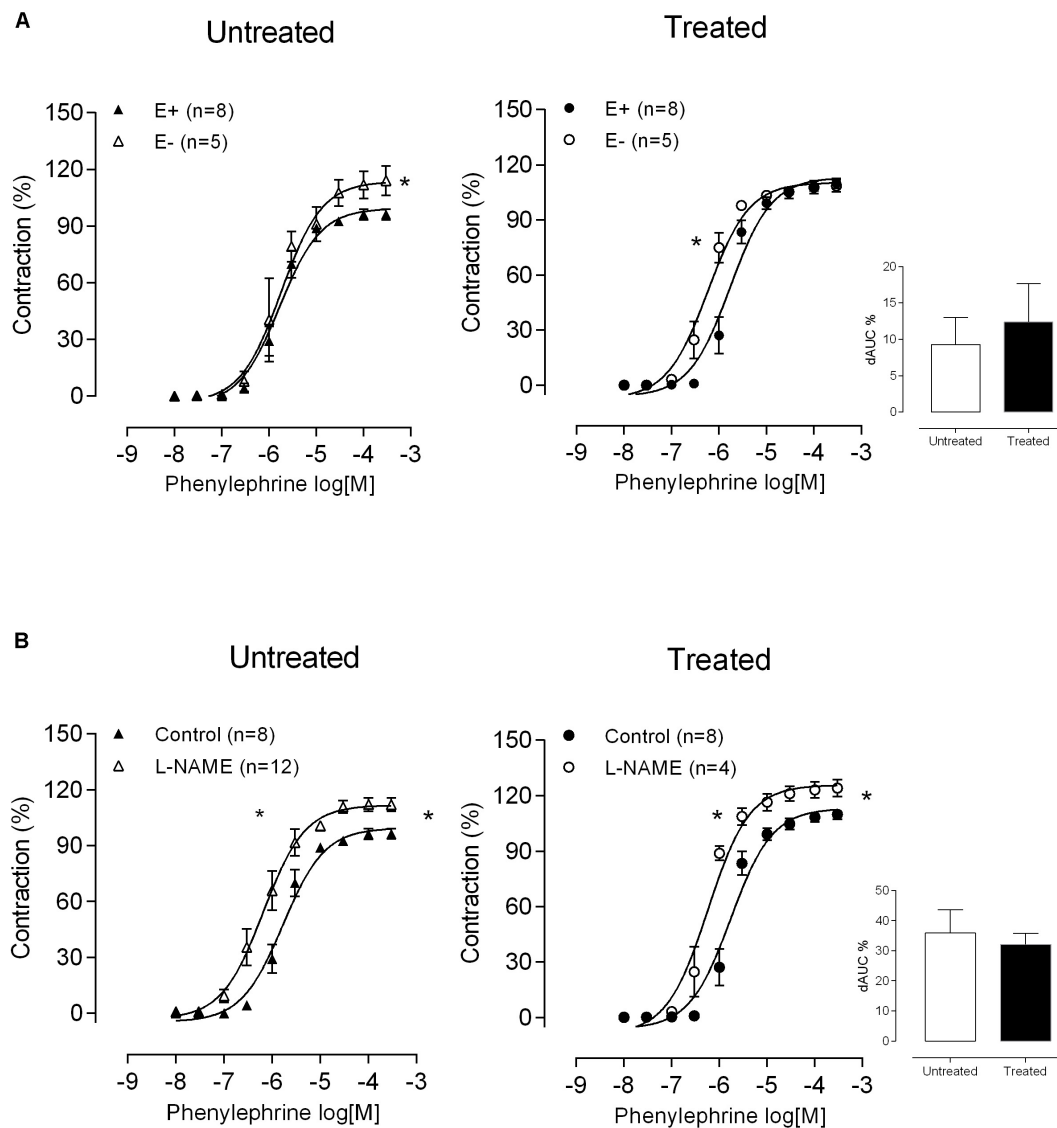 A
Untreated
E+ (n=8)
E- (n=5)
150
120
90
60
30
0
Contraction (%)
-9 -8 -7 -6 -5 -4 -3
Phenylephrine log[M]
*
Treated
E+ (n=8)
E- (n=5)
150
120
90
60
30
0
Contraction (%)
-9 -8 -7 -6 -5 -4 -3
Phenylephrine log[M]
*
20
15
10
5
0
dAUC %
Untreated Treated
B
Untreated
Control (n=8)
L-NAME (n=12)
150
120
90
60
30
0
Contraction (%)
-9 -8 -7 -6 -5 -4 -3
Phenylephrine log[M]
* *
Treated
Control (n=8)
L-NAME (n=4)
150
120
90
60
30
0
Contraction (%)
-9 -8 -7 -6 -5 -4 -3
Phenylephrine log[M]
* *
50
40
30
20
10
0
dAUC %
Untreated Treated